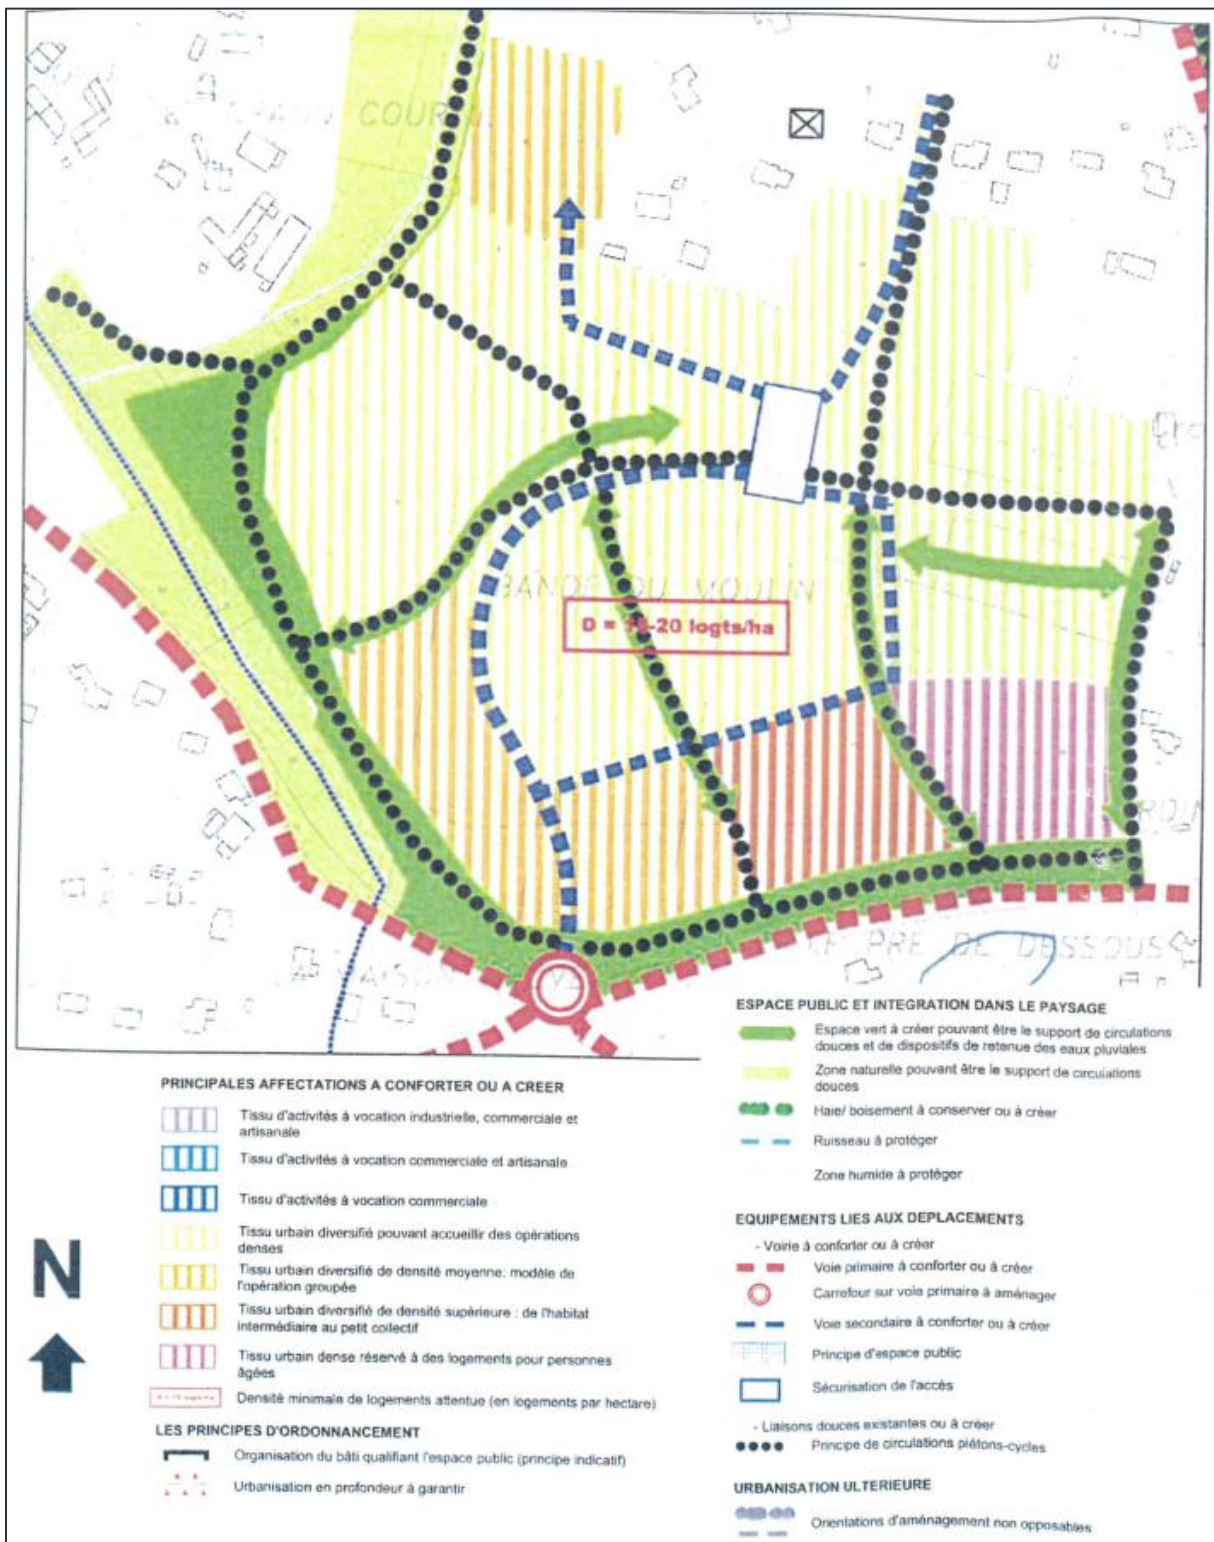 COUR
BANDE DU MOULIN
D = -20 logts/ha
PRE DE DESSOUS
MAISON
ESPACE PUBLIC ET INTEGRATION DANS LE PAYSAGE
Espace vert à créer pouvant être le support de circulations
douces et de dispositifs de retenue des eaux pluviales
Zone naturelle pouvant être le support de circulations
douces
Haie/ boisement à conserver ou à créer
Ruisseau à protéger
Zone humide à protéger
EQUIPEMENTS LIES AUX DEPLACEMENTS
- Voirie à conforter ou à créer
Voie primaire à conforter ou à créer
Carrefour sur voie primaire à aménager
Voie secondaire à conforter ou à créer
Principe d'espace public
Sécurisation de l'accès
- Liaisons douces existantes ou à créer
Principe de circulations piétons-cycles
URBANISATION ULTERIEURE
Orientations d'aménagement non opposables
PRINCIPALES AFFECTATIONS A CONFORTER OU A CREER
Tissu d'activités à vocation industrielle, commerciale et
artisanale
Tissu d'activités à vocation commerciale et artisanale
Tissu d'activités à vocation commerciale
Tissu urbain diversifié pouvant accueillir des opérations
denses
Tissu urbain diversifié de densité moyenne: modèle de
l'opération groupée
Tissu urbain diversifié de densité supérieure : de l'habitat
intermédiaire au petit collectif
Tissu urbain dense réservé à des logements pour personnes
âgées
Densité minimale de logements attentue (en logements par hectare)
LES PRINCIPES D'ORDONNANCEMENT
Organisation du bâti qualifiant l'espace public (principe indicatif)
Urbanisation en profondeur à garantir
N